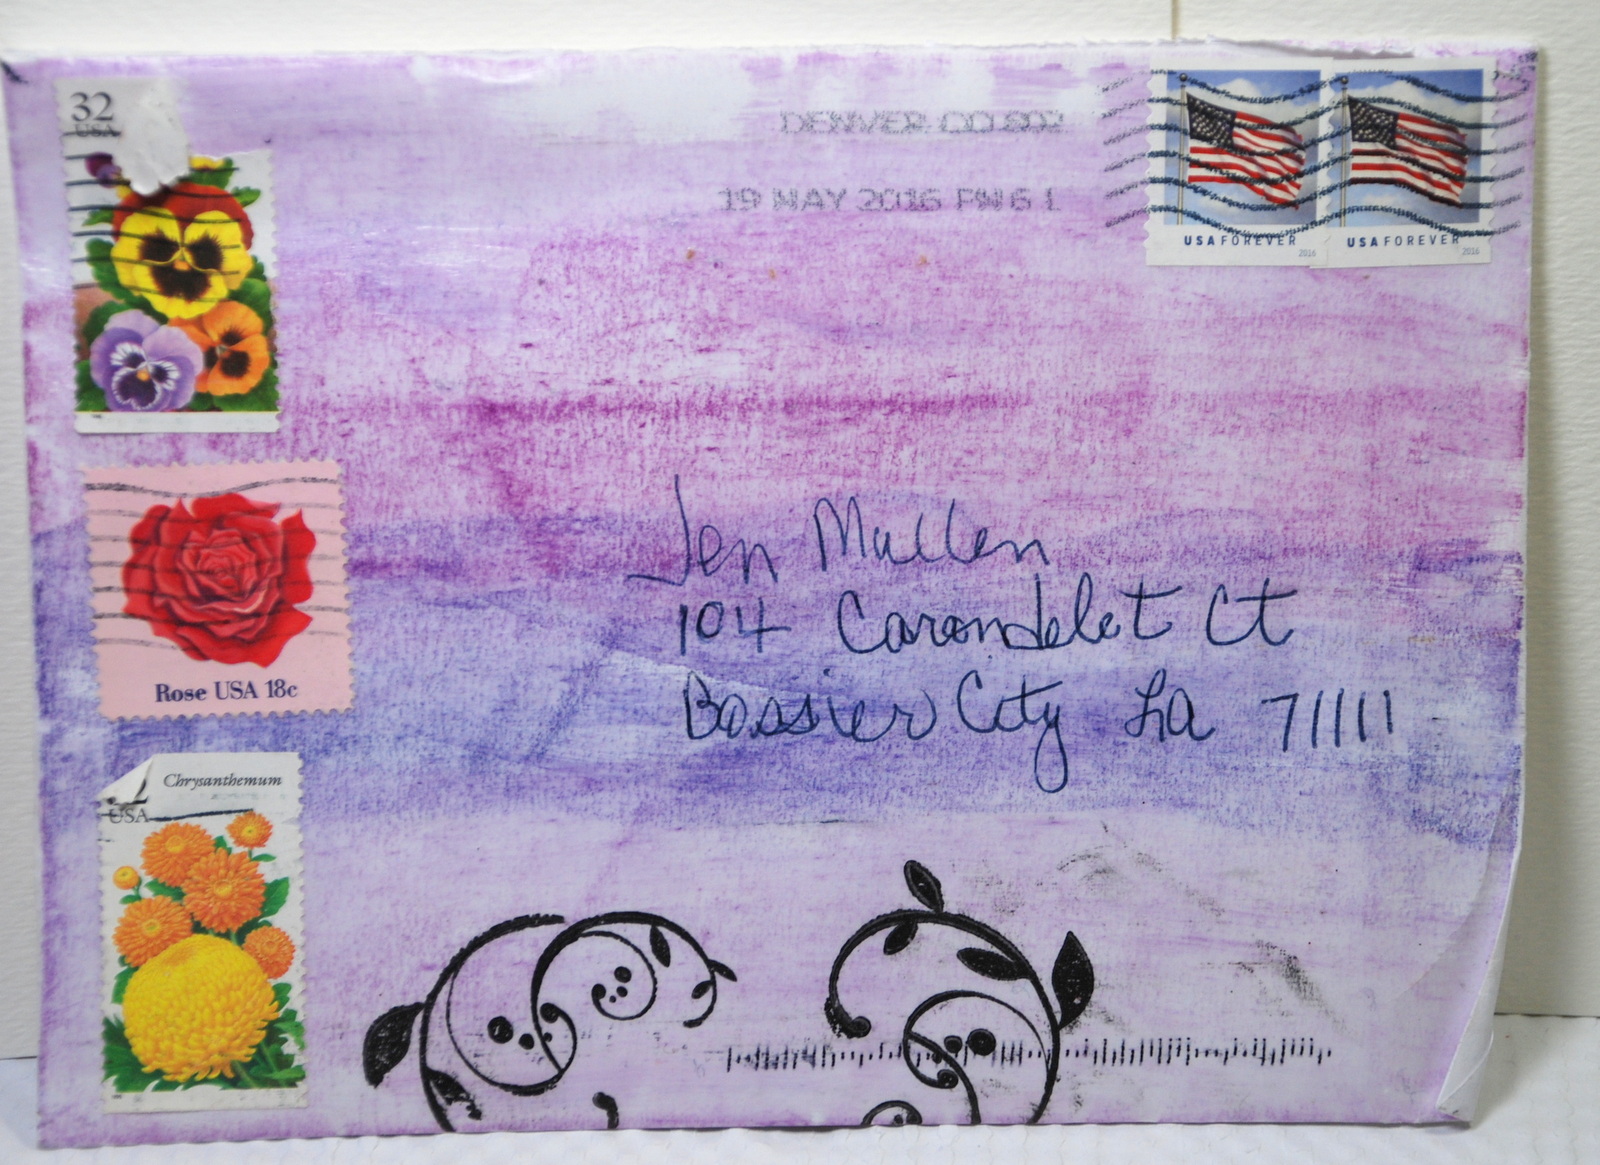 32
USA
DENVER CO 802
19 MAY 2016 PM 6 L
USA FOREVER
2016
USA FOREVER
2016
Rose USA 18c
Chrysanthemum
USA
Jen Mullen
104 Carondelet Ct
Bossier City La 71111